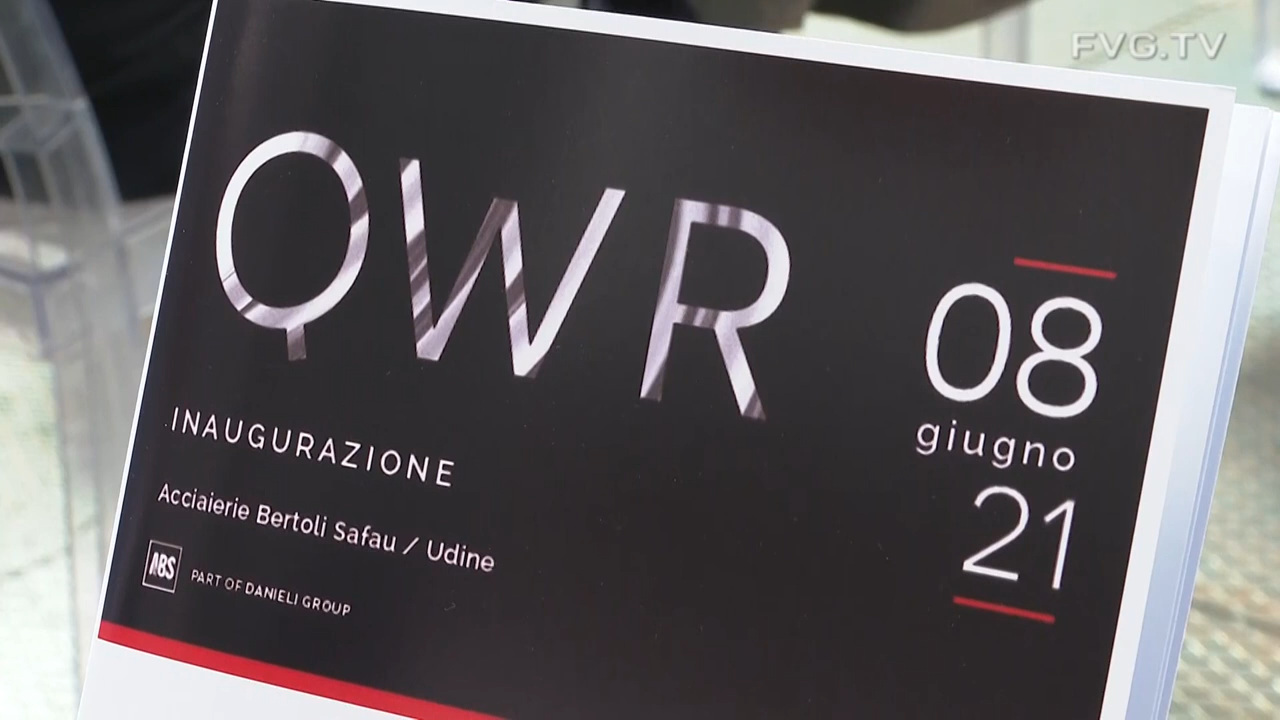 FVG.TV
QWR
08
giugno
21
INAUGURAZIONE
Acciaierie Bertoli Safau / Udine
ABS
PART OF DANIELI GROUP